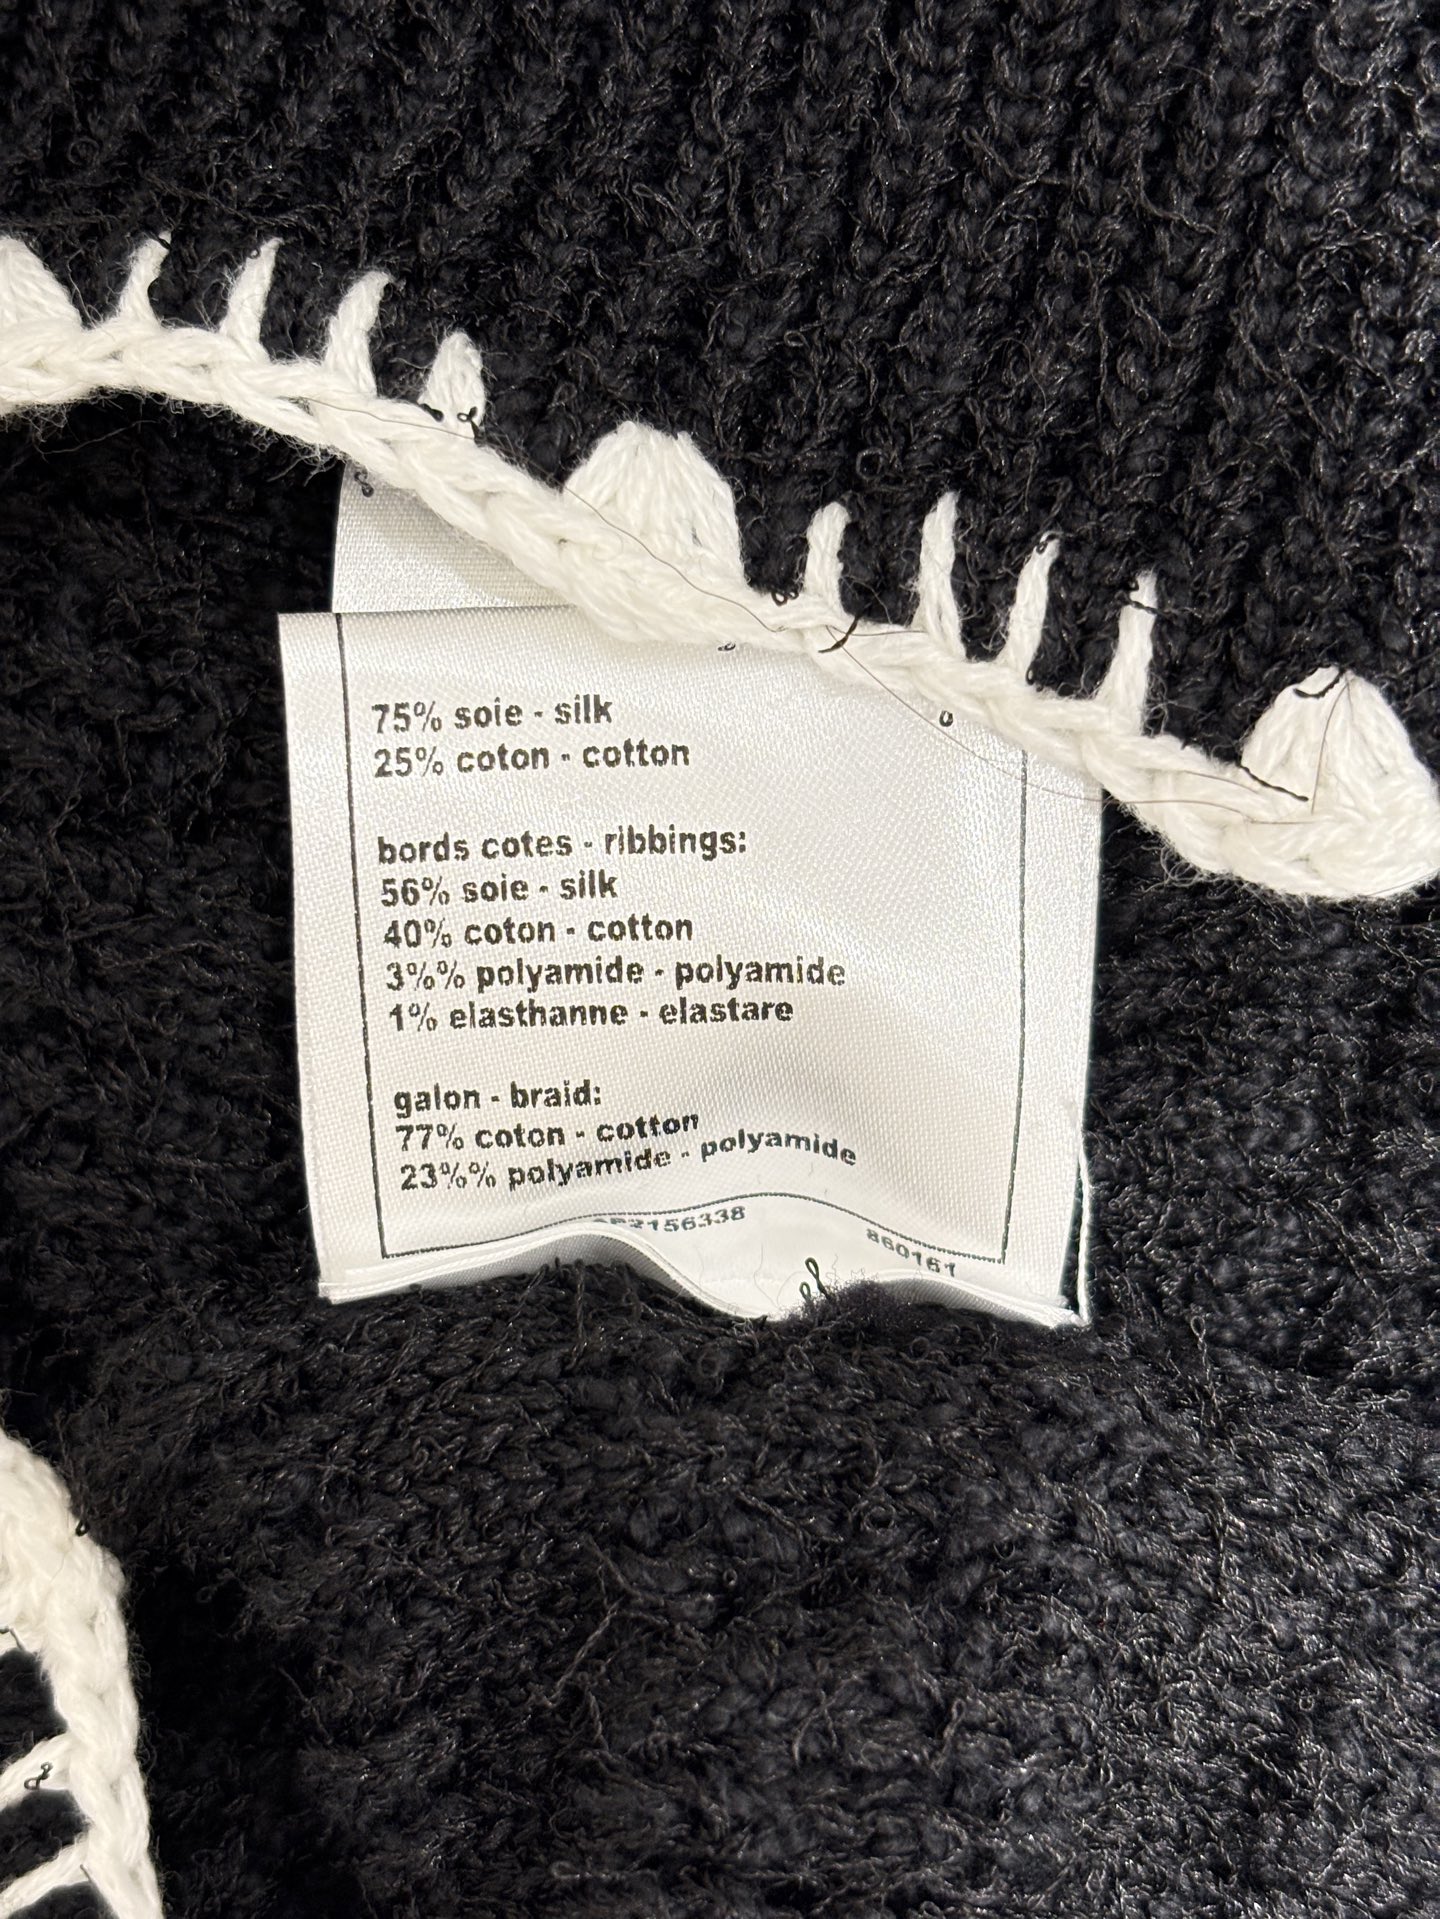 75% soie - silk
25% coton - cotton
bords cotes - ribbings:
56% soie - silk
40% coton - cotton
3%% polyamide - polyamide
1% elasthanne - elastare
galon - braid:
77% coton - cotton
23%% polyamide - polyamide
860161